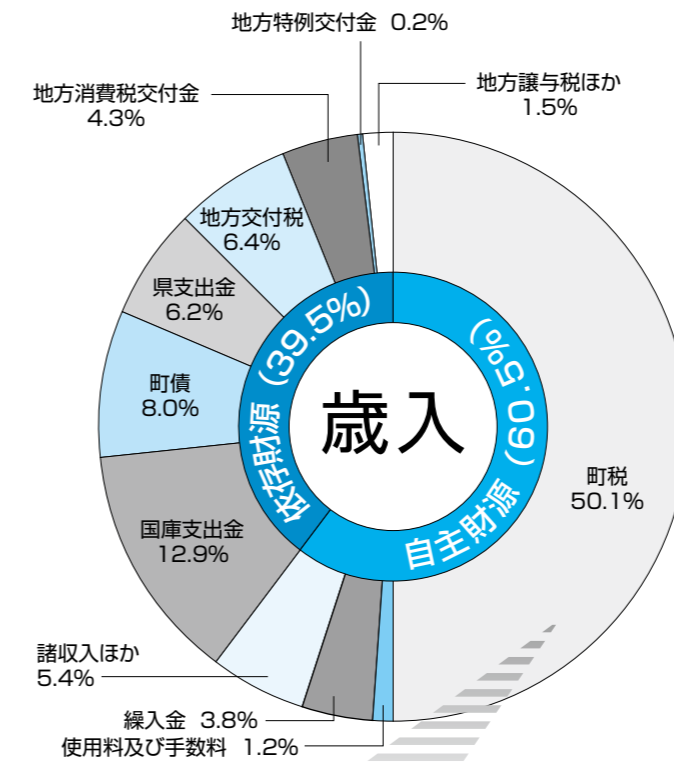 地方特例交付金 0.2%
地方譲与税ほか
1.5%
地方消費税交付金
4.3%
地方交付税
6.4%
県支出金
6.2%
町債
8.0%
国庫支出金
12.9%
諸収入ほか
5.4%
繰入金 3.8%
使用料及び手数料 1.2%
町税
50.1%
依存財源(39.5%)
自主財源(60.5%)
歳入